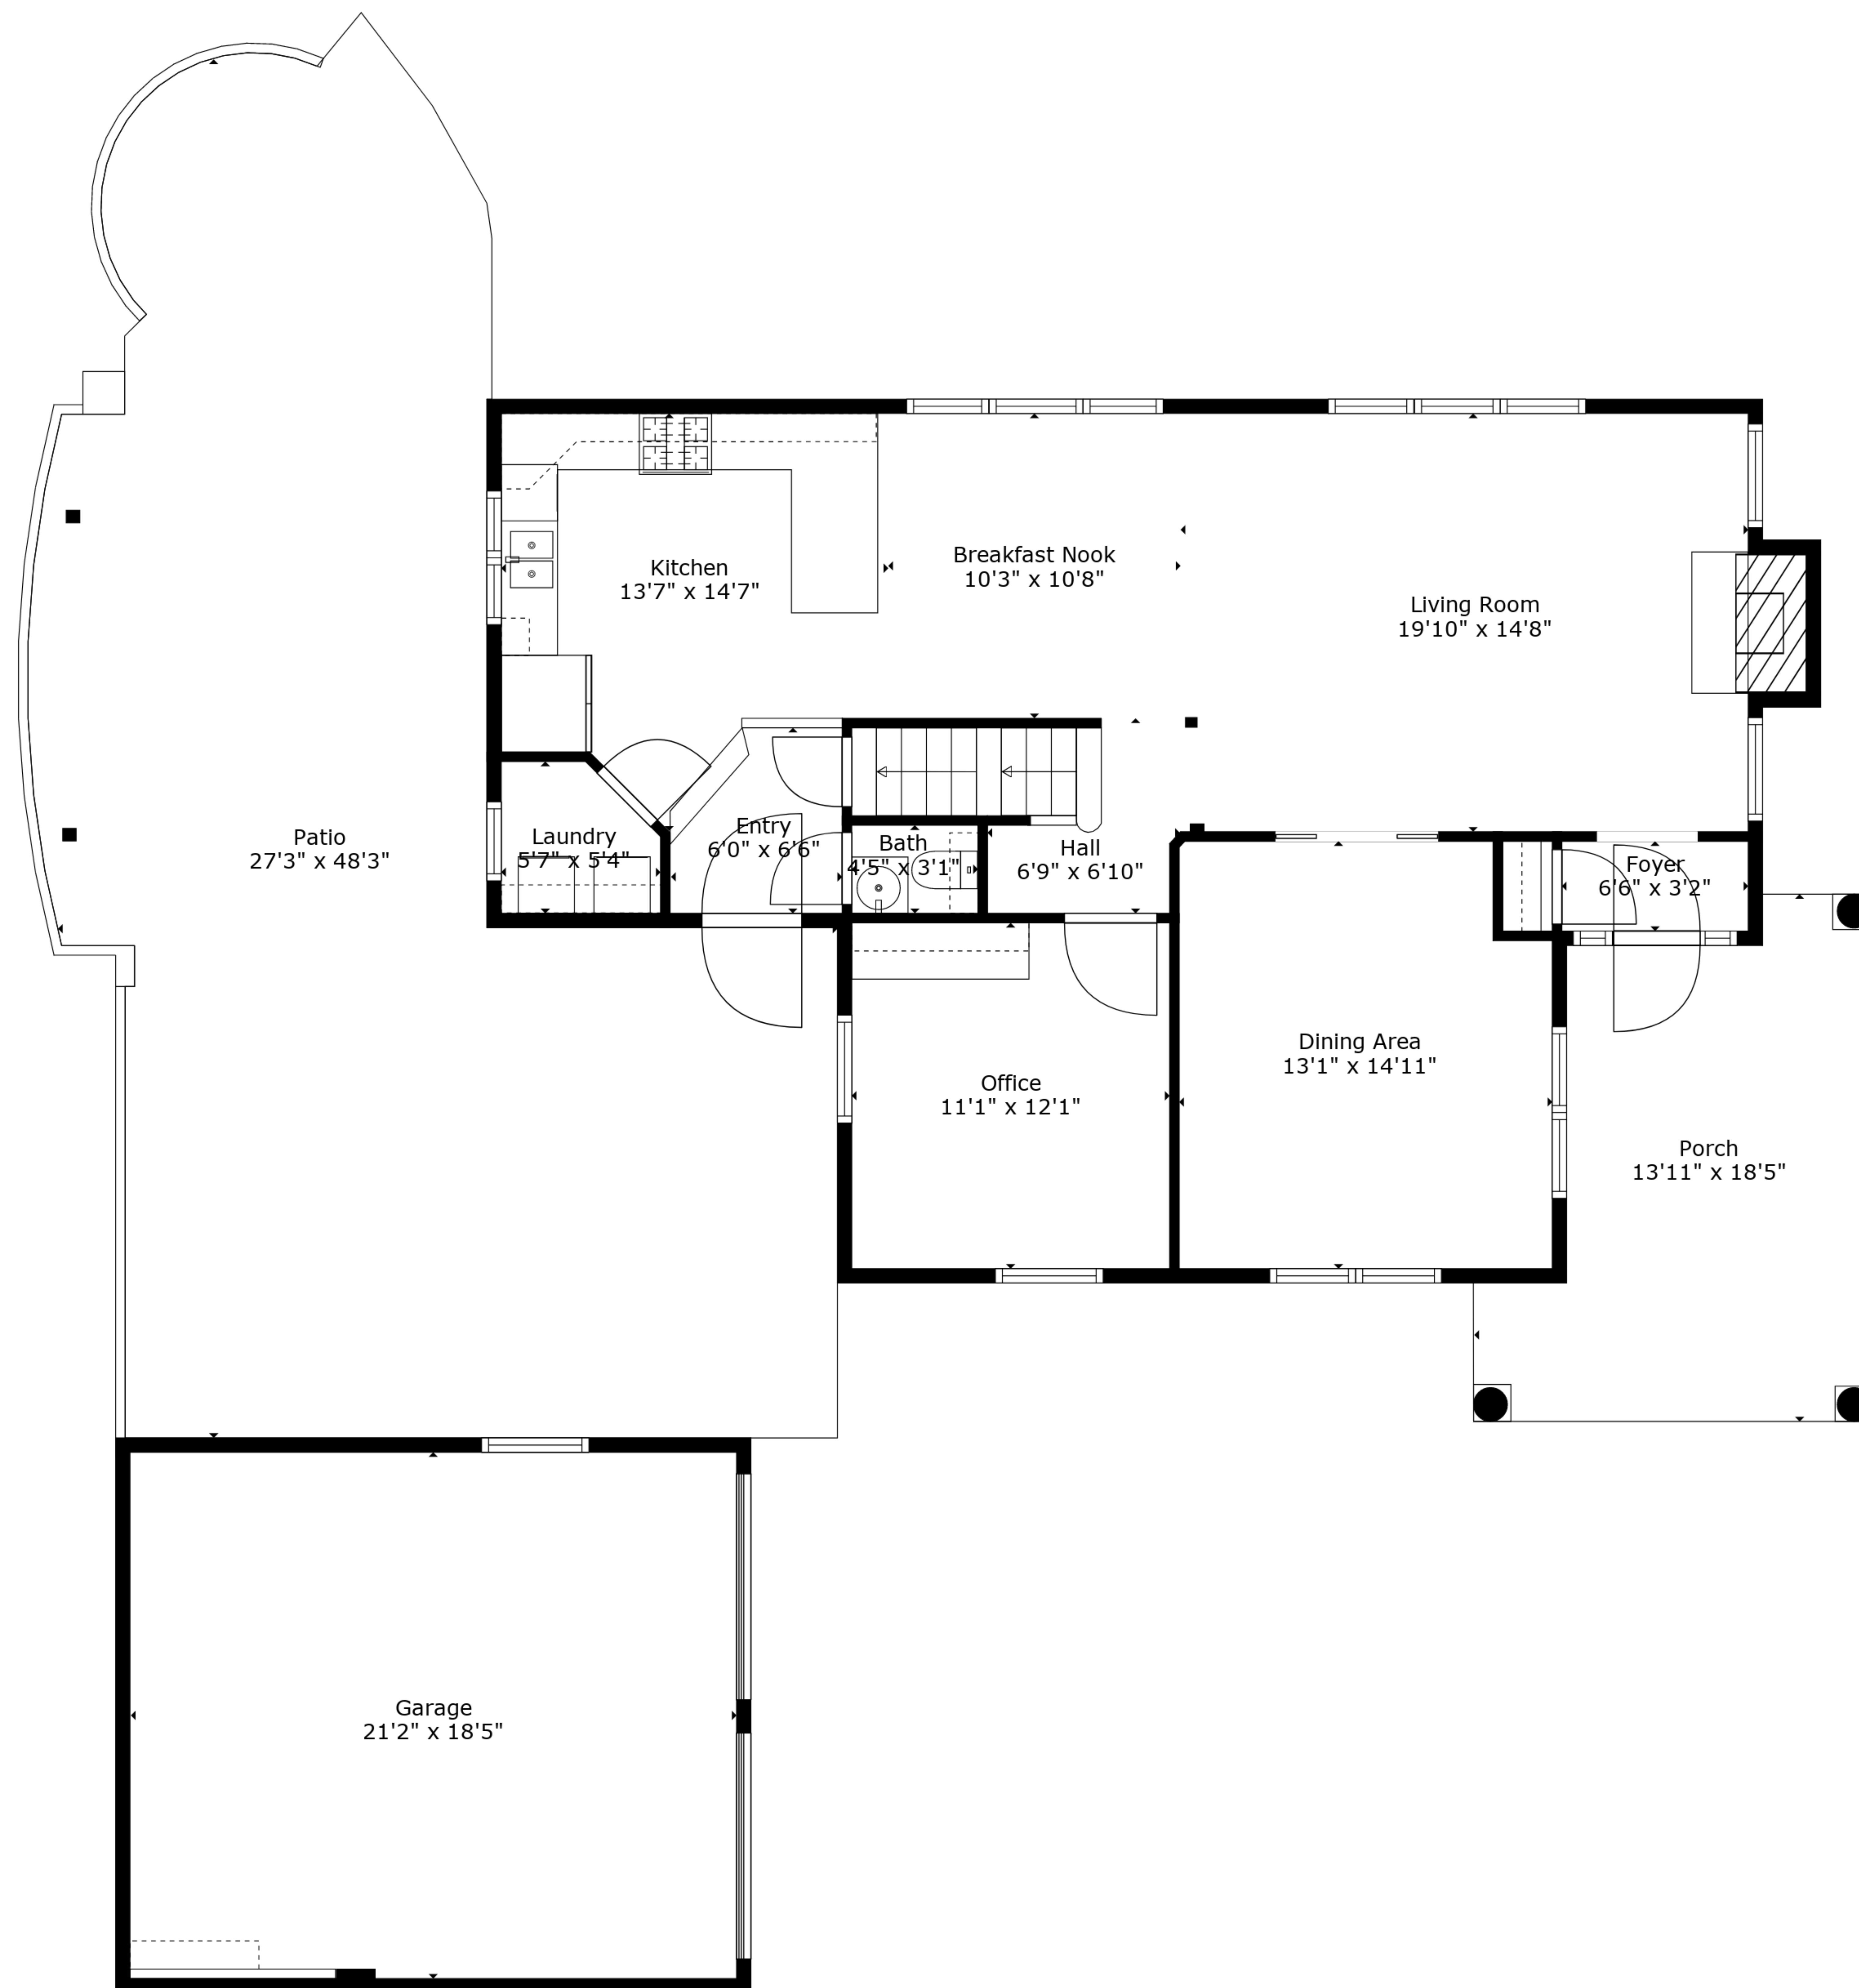 Breakfast Nook
10'3" x 10'8"
Kitchen
13'7" x 14'7"
Living Room
19'10" x 14'8"
Patio
27'3" x 48'3"
Laundry
5'7" x 5'4"
Entry
6'0" x 6'6"
Bath
4'5" x 3'1"
Hall
6'9" x 6'10"
Foyer
6'6" x 3'2"
Dining Area
13'1" x 14'11"
Office
11'1" x 12'1"
Porch
13'11" x 18'5"
Garage
21'2" x 18'5"